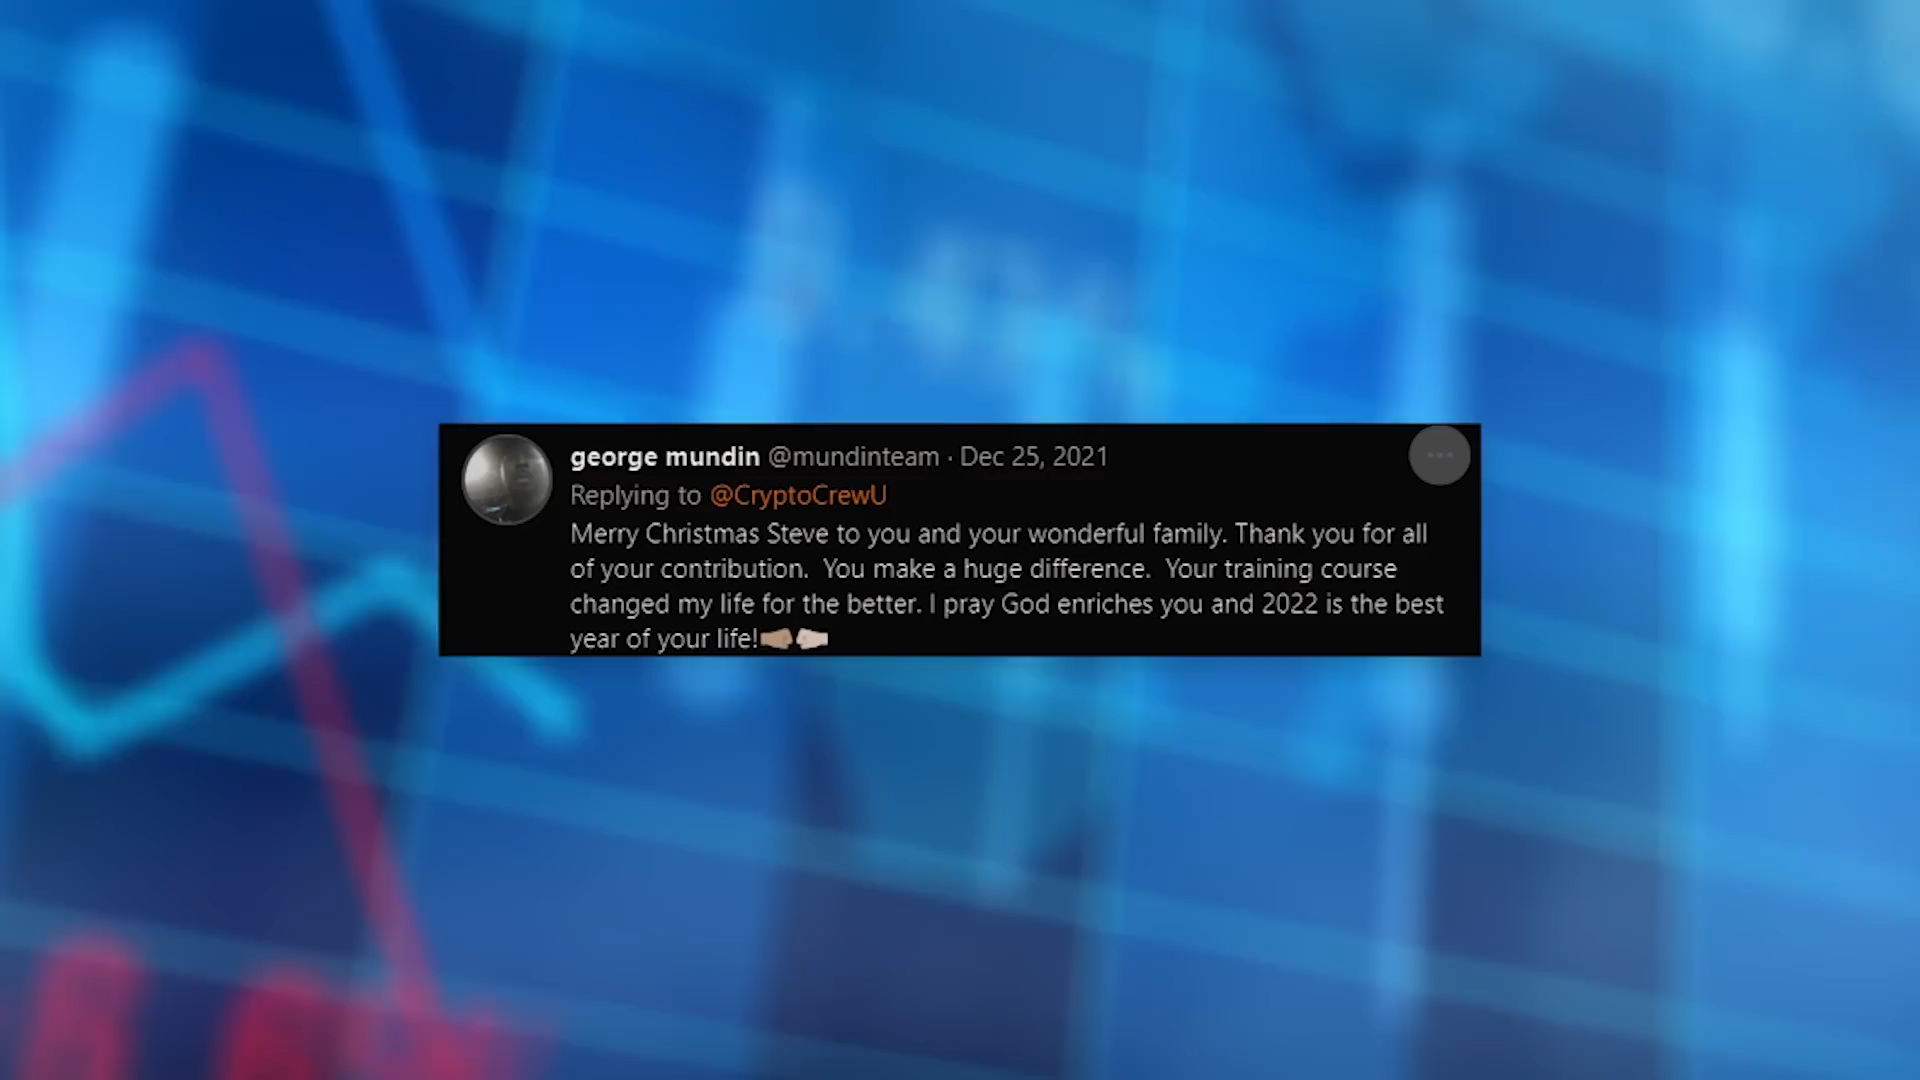 george mundin @mundinteam · Dec 25, 2021
Replying to @CryptoCrewU
Merry Christmas Steve to you and your wonderful family. Thank you for all
of your contribution.  You make a huge difference.  Your training course
changed my life for the better. I pray God enriches you and 2022 is the best
year of your life!🤜🏽🤛🏻